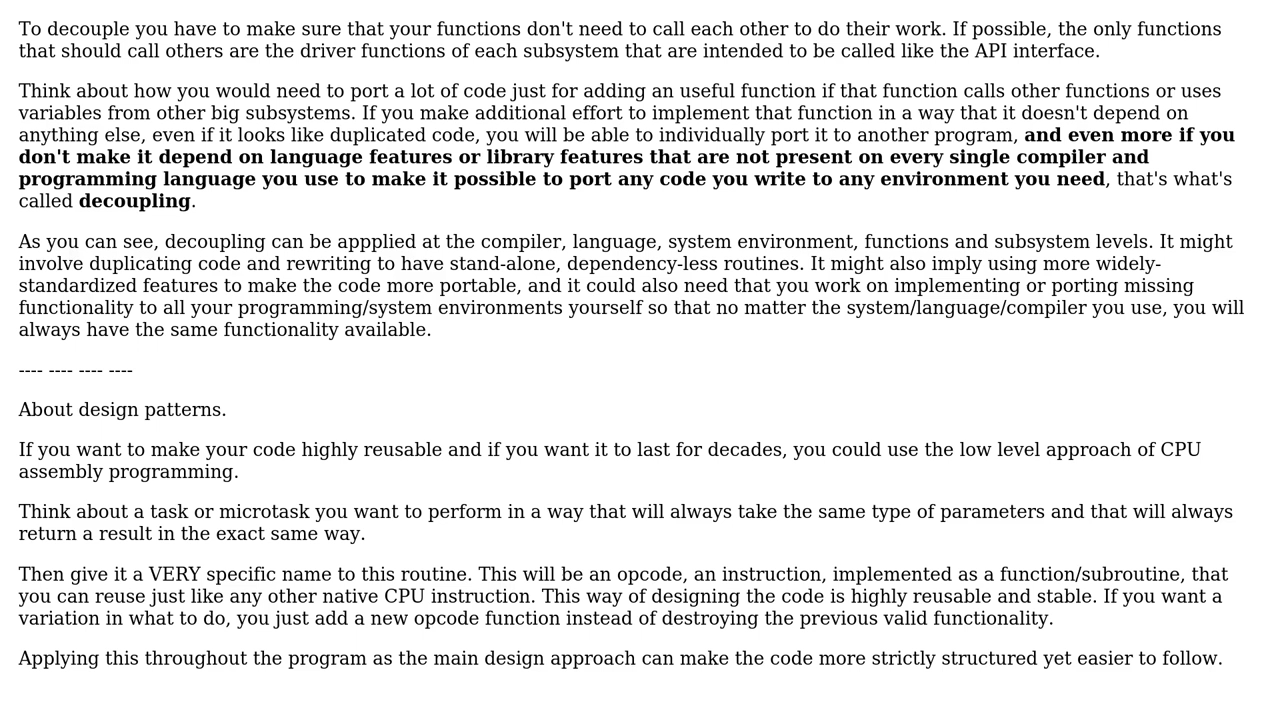 To decouple you have to make sure that your functions don't need to call each other to do their work. If possible, the only functions
that should call others are the driver functions of each subsystem that are intended to be called like the API interface.
Think about how you would need to port a lot of code just for adding an useful function if that function calls other functions or uses
variables from other big subsystems. If you make additional effort to implement that function in a way that it doesn't depend on
anything else, even if it looks like duplicated code, you will be able to individually port it to another program, and even more if you
don't make it depend on language features or library features that are not present on every single compiler and
programming language you use to make it possible to port any code you write to any environment you need, that's what's
called decoupling.
As you can see, decoupling can be appplied at the compiler, language, system environment, functions and subsystem levels. It might
involve duplicating code and rewriting to have stand-alone, dependency-less routines. It might also imply using more widely-
standardized features to make the code more portable, and it could also need that you work on implementing or porting missing
functionality to all your programming/system environments yourself so that no matter the system/language/compiler you use, you will
always have the same functionality available.
---- ---- ---- ----
About design patterns.
If you want to make your code highly reusable and if you want it to last for decades, you could use the low level approach of CPU
assembly programming.
Think about a task or microtask you want to perform in a way that will always take the same type of parameters and that will always
return a result in the exact same way.
Then give it a VERY specific name to this routine. This will be an opcode, an instruction, implemented as a function/subroutine, that
you can reuse just like any other native CPU instruction. This way of designing the code is highly reusable and stable. If you want a
variation in what to do, you just add a new opcode function instead of destroying the previous valid functionality.
Applying this throughout the program as the main design approach can make the code more strictly structured yet easier to follow.